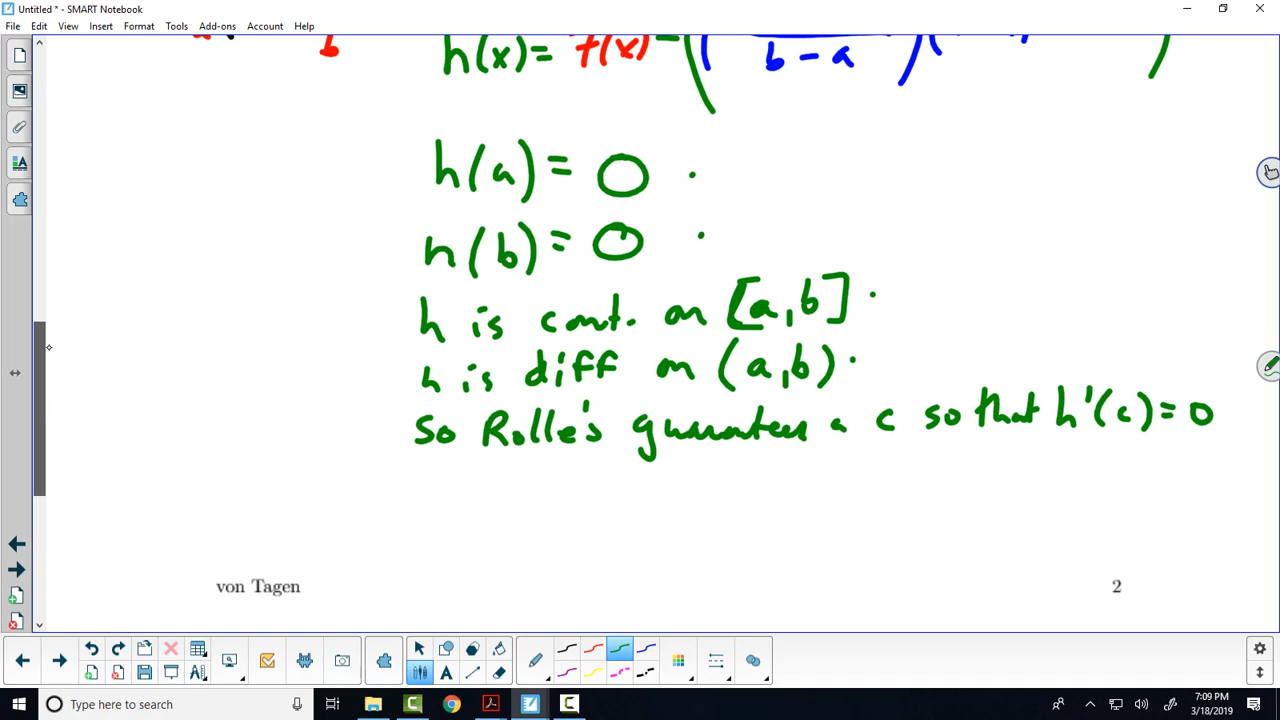 Untitled * - SMART Notebook
File Edit View Insert Format Tools Add-ons Account Help
b h(x)= f(x)-
b - a
h(a)= 0 .
h(b)= 0 .
h is cont. on [a,b] .
h is diff on (a,b) .
so Rolle's guarantees a c so that h'(c)=0
von Tagen 2
Type here to search
7:09 PM
3/18/2019